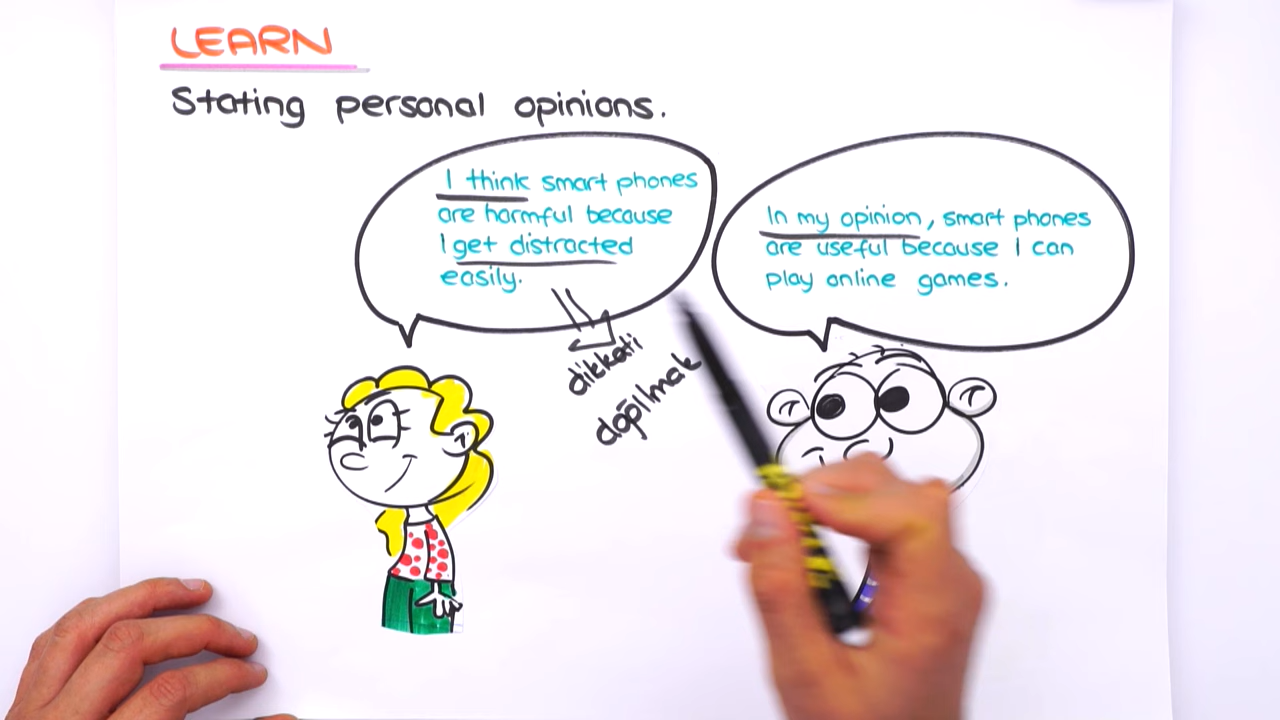 LEARN
Stating personal opinions.
I think smart phones
are harmful because
I get distracted
easily.
In my opinion, smart phones
are useful because I can
play online games.
dikkati
dağılmak